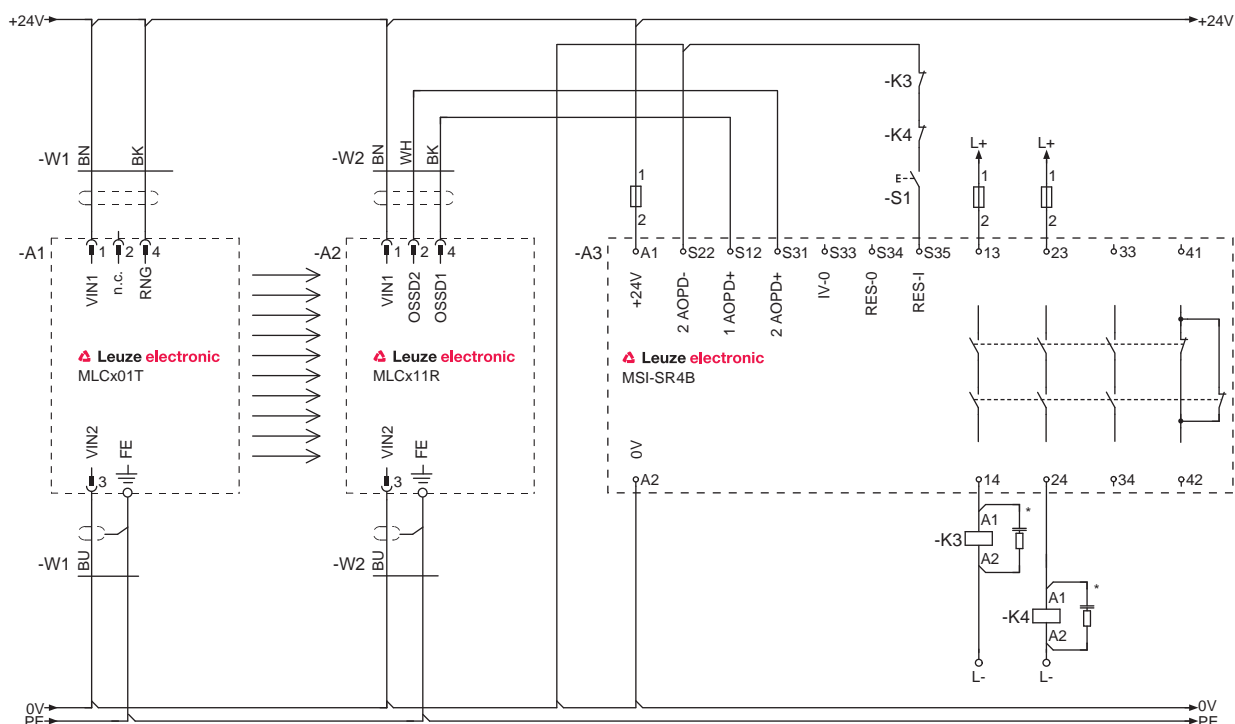 +24V
+24V
-K3
-K4
L+
L+
-W1
BN
BK
-W2
BN
WH
BK
E
-S1
1
2
1
2
1
2
-A1
1
2
4
-A2
1
2
4
-A3
A1
S22
S12
S31
S33
S34
S35
13
23
33
41
VIN1
n.c.
RNG
VIN1
OSSD2
OSSD1
+24V
2 AOPD-
1 AOPD+
2 AOPD+
IV-0
RES-0
RES-I
Leuze electronic
MLCx01T
Leuze electronic
MLCx11R
Leuze electronic
MSI-SR4B
VIN2
FE
VIN2
FE
0V
3
3
A2
14
24
34
42
-K3
A1
A2
*
-W1
BU
-W2
BU
-K4
A1
A2
*
L-
L-
0V
0V
PE
PE